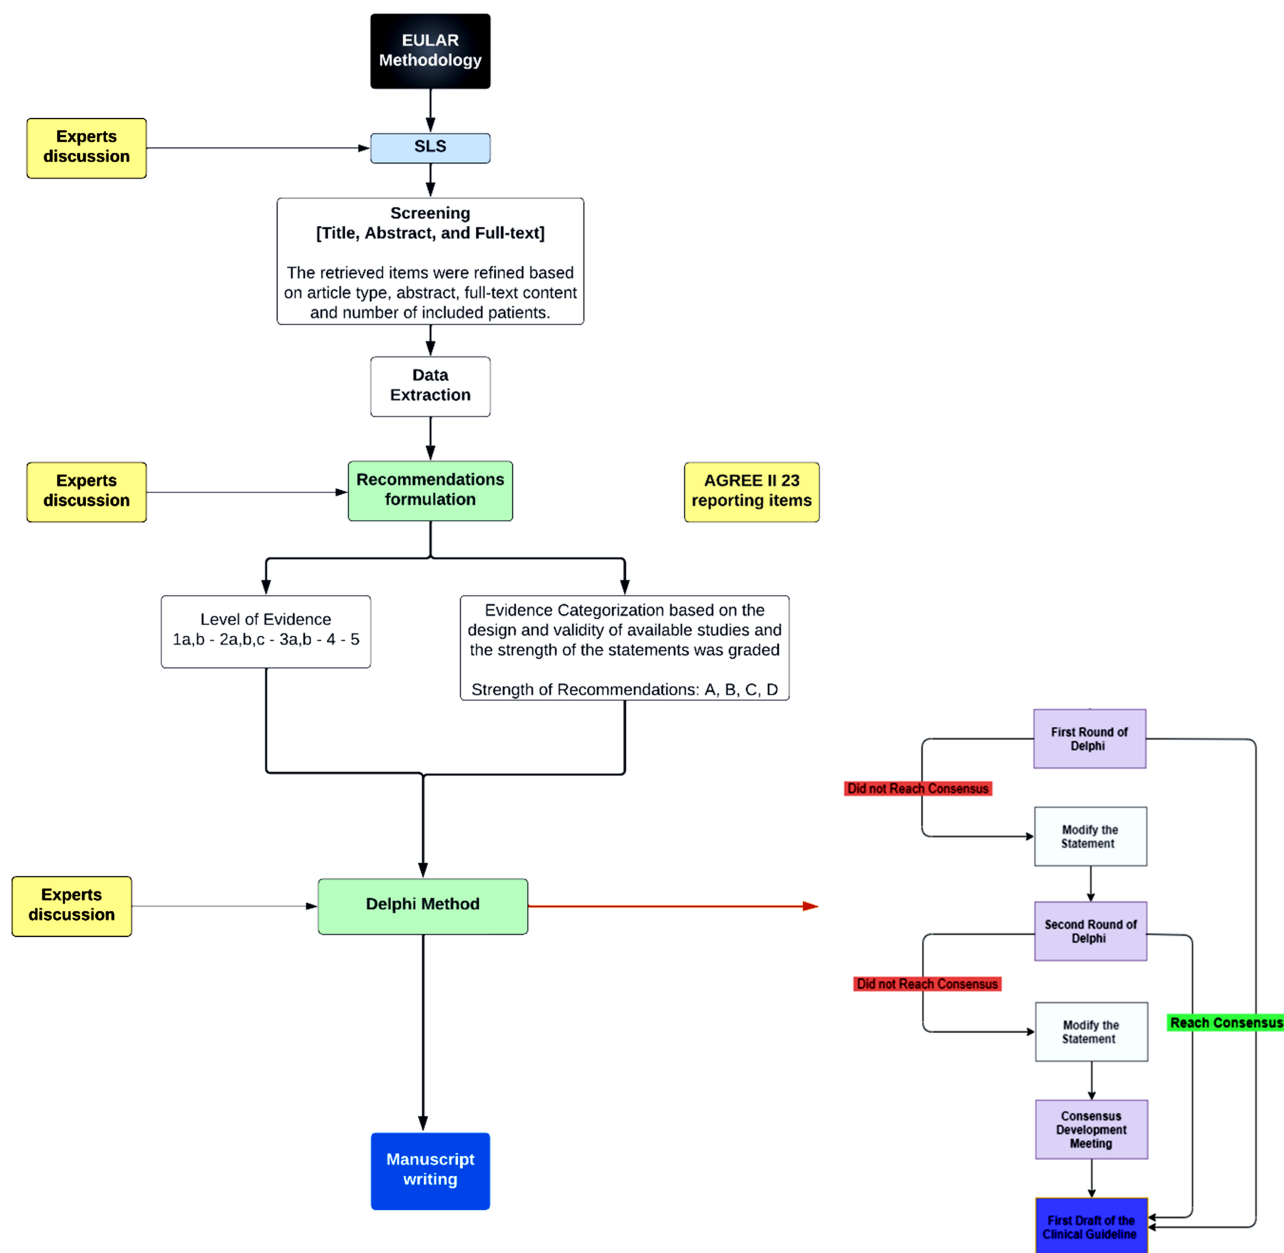 EULAR
Methodology
Experts
discussion
SLS
Screening
[Title, Abstract, and Full-text]
The retrieved items were refined based
on article type, abstract, full-text content
and number of included patients.
Data
Extraction
Experts
discussion
Recommendations
formulation
AGREE II 23
reporting items
Level of Evidence
1a,b - 2a,b,c - 3a,b - 4 - 5
Evidence Categorization based on the
design and validity of available studies and
the strength of the statements was graded
Strength of Recommendations: A, B, C, D
Experts
discussion
Delphi Method
Manuscript
writing
First Round of
Delphi
Did not Reach Consensus
Modify the
Statement
Second Round of
Delphi
Did not Reach Consensus
Reach Consensus
Modify the
Statement
Consensus
Development
Meeting
First Draft of the
Clinical Guideline